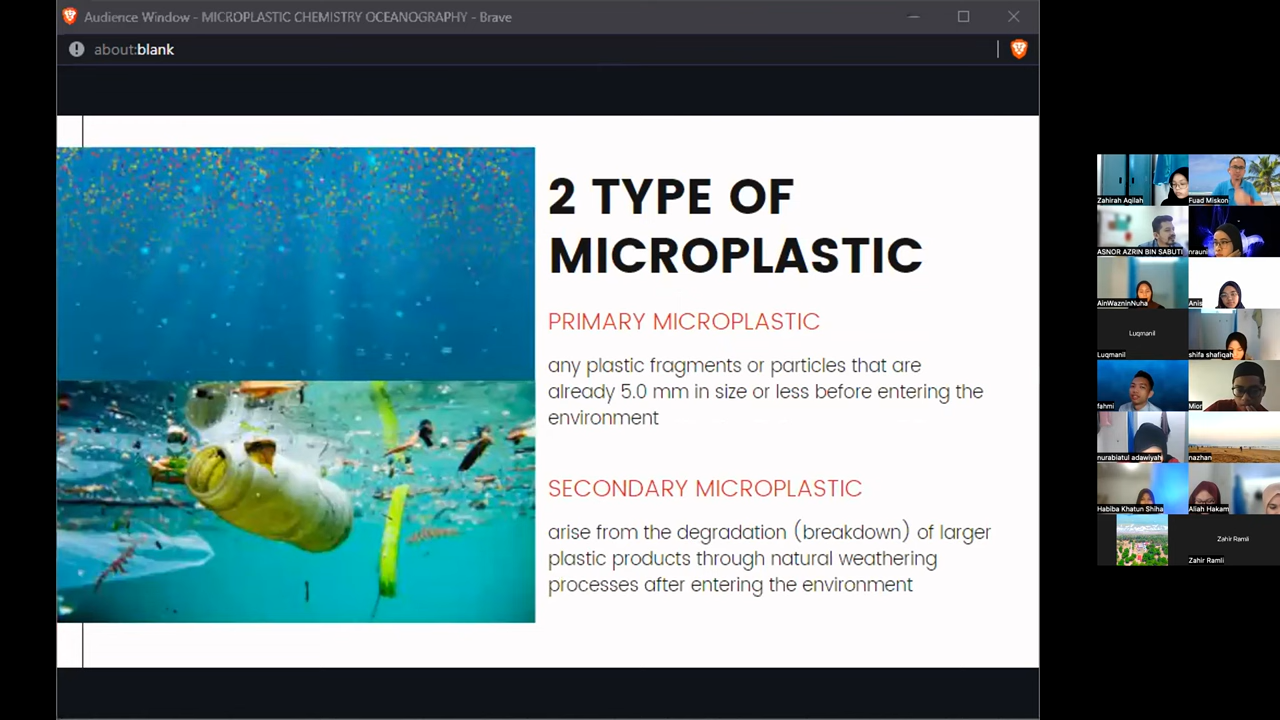 Audience Window - MICROPLASTIC CHEMISTRY OCEANOGRAPHY - Brave
about:blank
2 TYPE OF
MICROPLASTIC
PRIMARY MICROPLASTIC
any plastic fragments or particles that are
already 5.0 mm in size or less before entering the
environment
SECONDARY MICROPLASTIC
arise from the degradation (breakdown) of larger
plastic products through natural weathering
processes after entering the environment
Zahirah Aqilah
Fuad Miskon
ASNOR AZRIN BIN SABUTI
nrauni
AinWazninNuha
Anis
Luqmanil
Luqmanil
shifa shafiqah
fahmi
Mior
nurabiatul adawiyah
nazhan
Habiba Khatun Shiha
Aliah Hakam
Zahir Ramli
Zahir Ramli